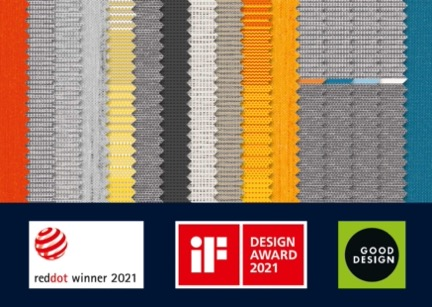 reddot winner 2021
iF
DESIGN
AWARD
2021
GOOD
DESIGN